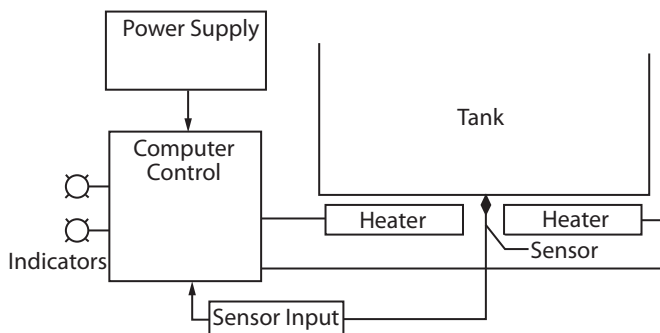 Power Supply
Tank
Computer
Control
Heater
Heater
Sensor
Indicators
Sensor Input